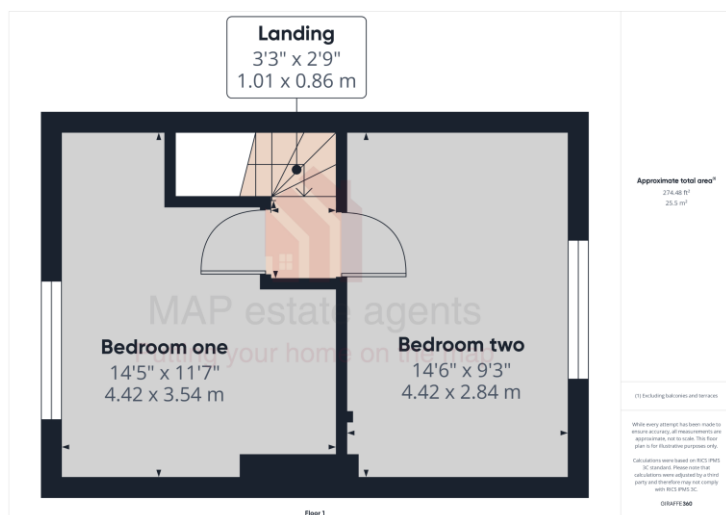 Landing
3'3" x 2'9"
1.01 x 0.86 m
MAP estate agents
Putting your home on the map
Bedroom one
14'5" x 11'7"
4.42 x 3.54 m
Bedroom two
14'6" x 9'3"
4.42 x 2.84 m
Floor 1
Approximate total area⁽¹⁾
274.48 ft²
25.5 m²
(1) Excluding balconies and terraces
While every attempt has been made to
ensure accuracy, all measurements are
approximate, not to scale. This floor
plan is for illustrative purposes only.
Calculations were based on RICS IPMS
3C standard. Please note that
calculations were adjusted by a third
party and therefore may not comply
with RICS IPMS 3C.
GIRAFFE360